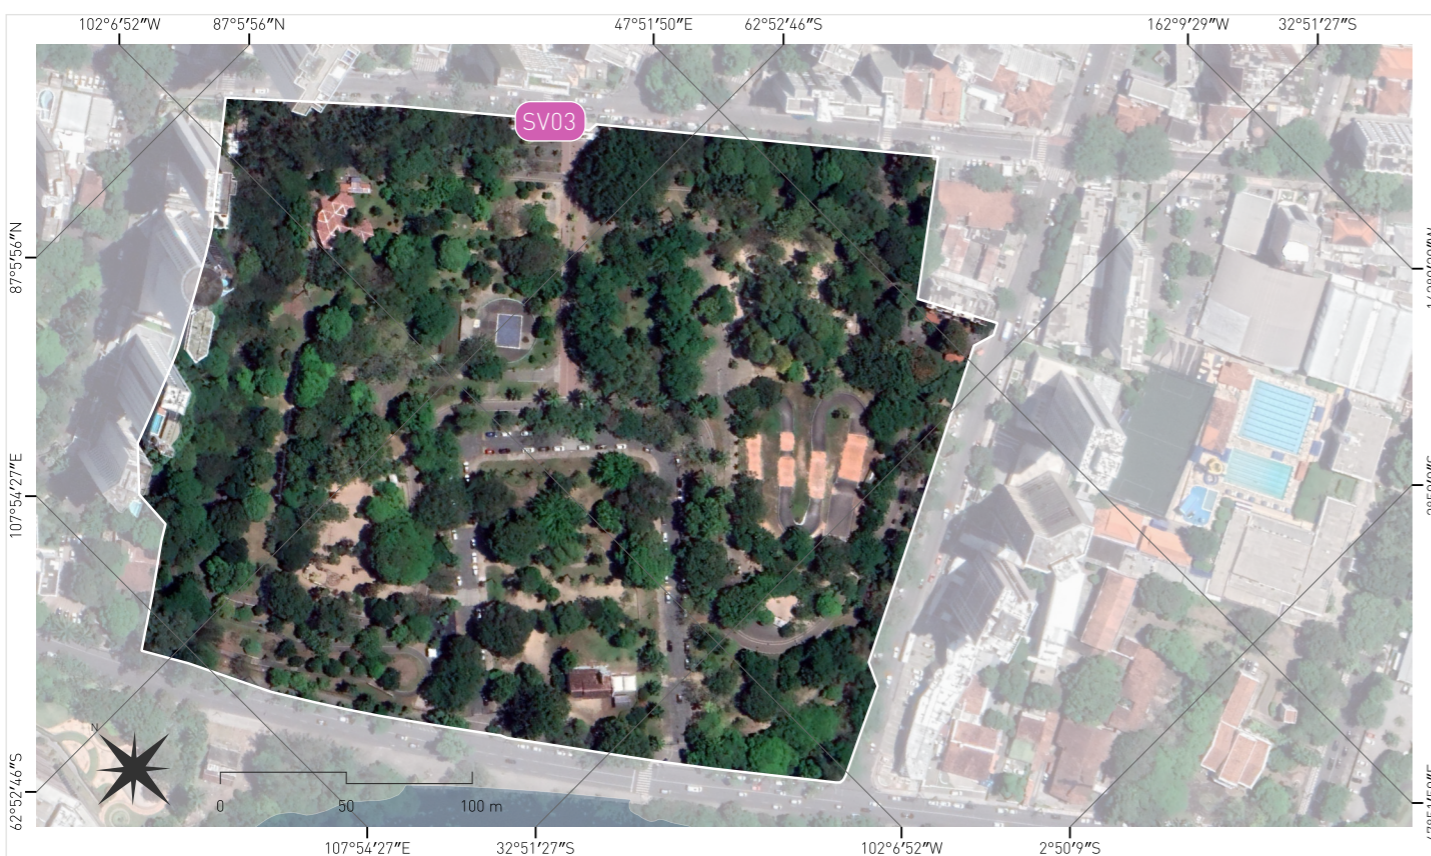 102°6′52″W 87°5′56″N 47°51′50″E 62°52′46″S 162°9′29″W 32°51′27″S
SV03
87°5′56″N
107°54′27″E
62°52′46″S
N
0 50 100 m
107°54′27″E 32°51′27″S 102°6′52″W 2°50′9″S